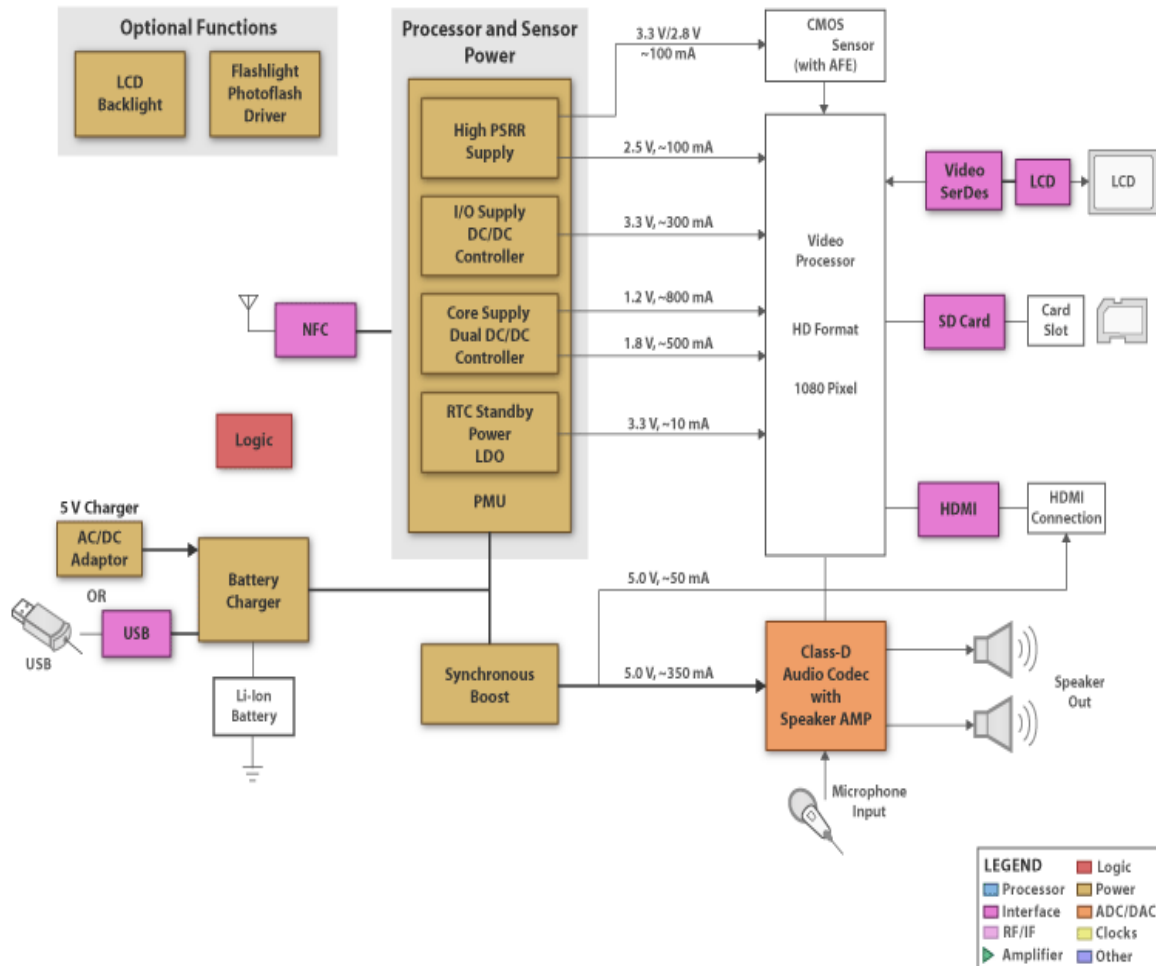 Optional Functions
LCD
Backlight
Flashlight
Photoflash
Driver
Processor and Sensor
Power
High PSRR
Supply
I/O Supply
DC/DC
Controller
Core Supply
Dual DC/DC
Controller
RTC Standby
Power
LDO
PMU
3.3 V/2.8 V
~100 mA
2.5 V, ~100 mA
3.3 V, ~300 mA
1.2 V, ~800 mA
1.8 V, ~500 mA
3.3 V, ~10 mA
CMOS
Sensor
(with AFE)
Video
Processor
HD Format
1080 Pixel
Video
SerDes
LCD
LCD
SD Card
Card
Slot
HDMI
HDMI
Connection
NFC
Logic
5 V Charger
AC/DC
Adaptor
OR
USB
USB
Battery
Charger
Li-Ion
Battery
Synchronous
Boost
5.0 V, ~50 mA
5.0 V, ~350 mA
Class-D
Audio Codec
with
Speaker AMP
Speaker
Out
Microphone
Input
LEGEND
Logic
Processor
Power
Interface
ADC/DAC
RF/IF
Clocks
Amplifier
Other